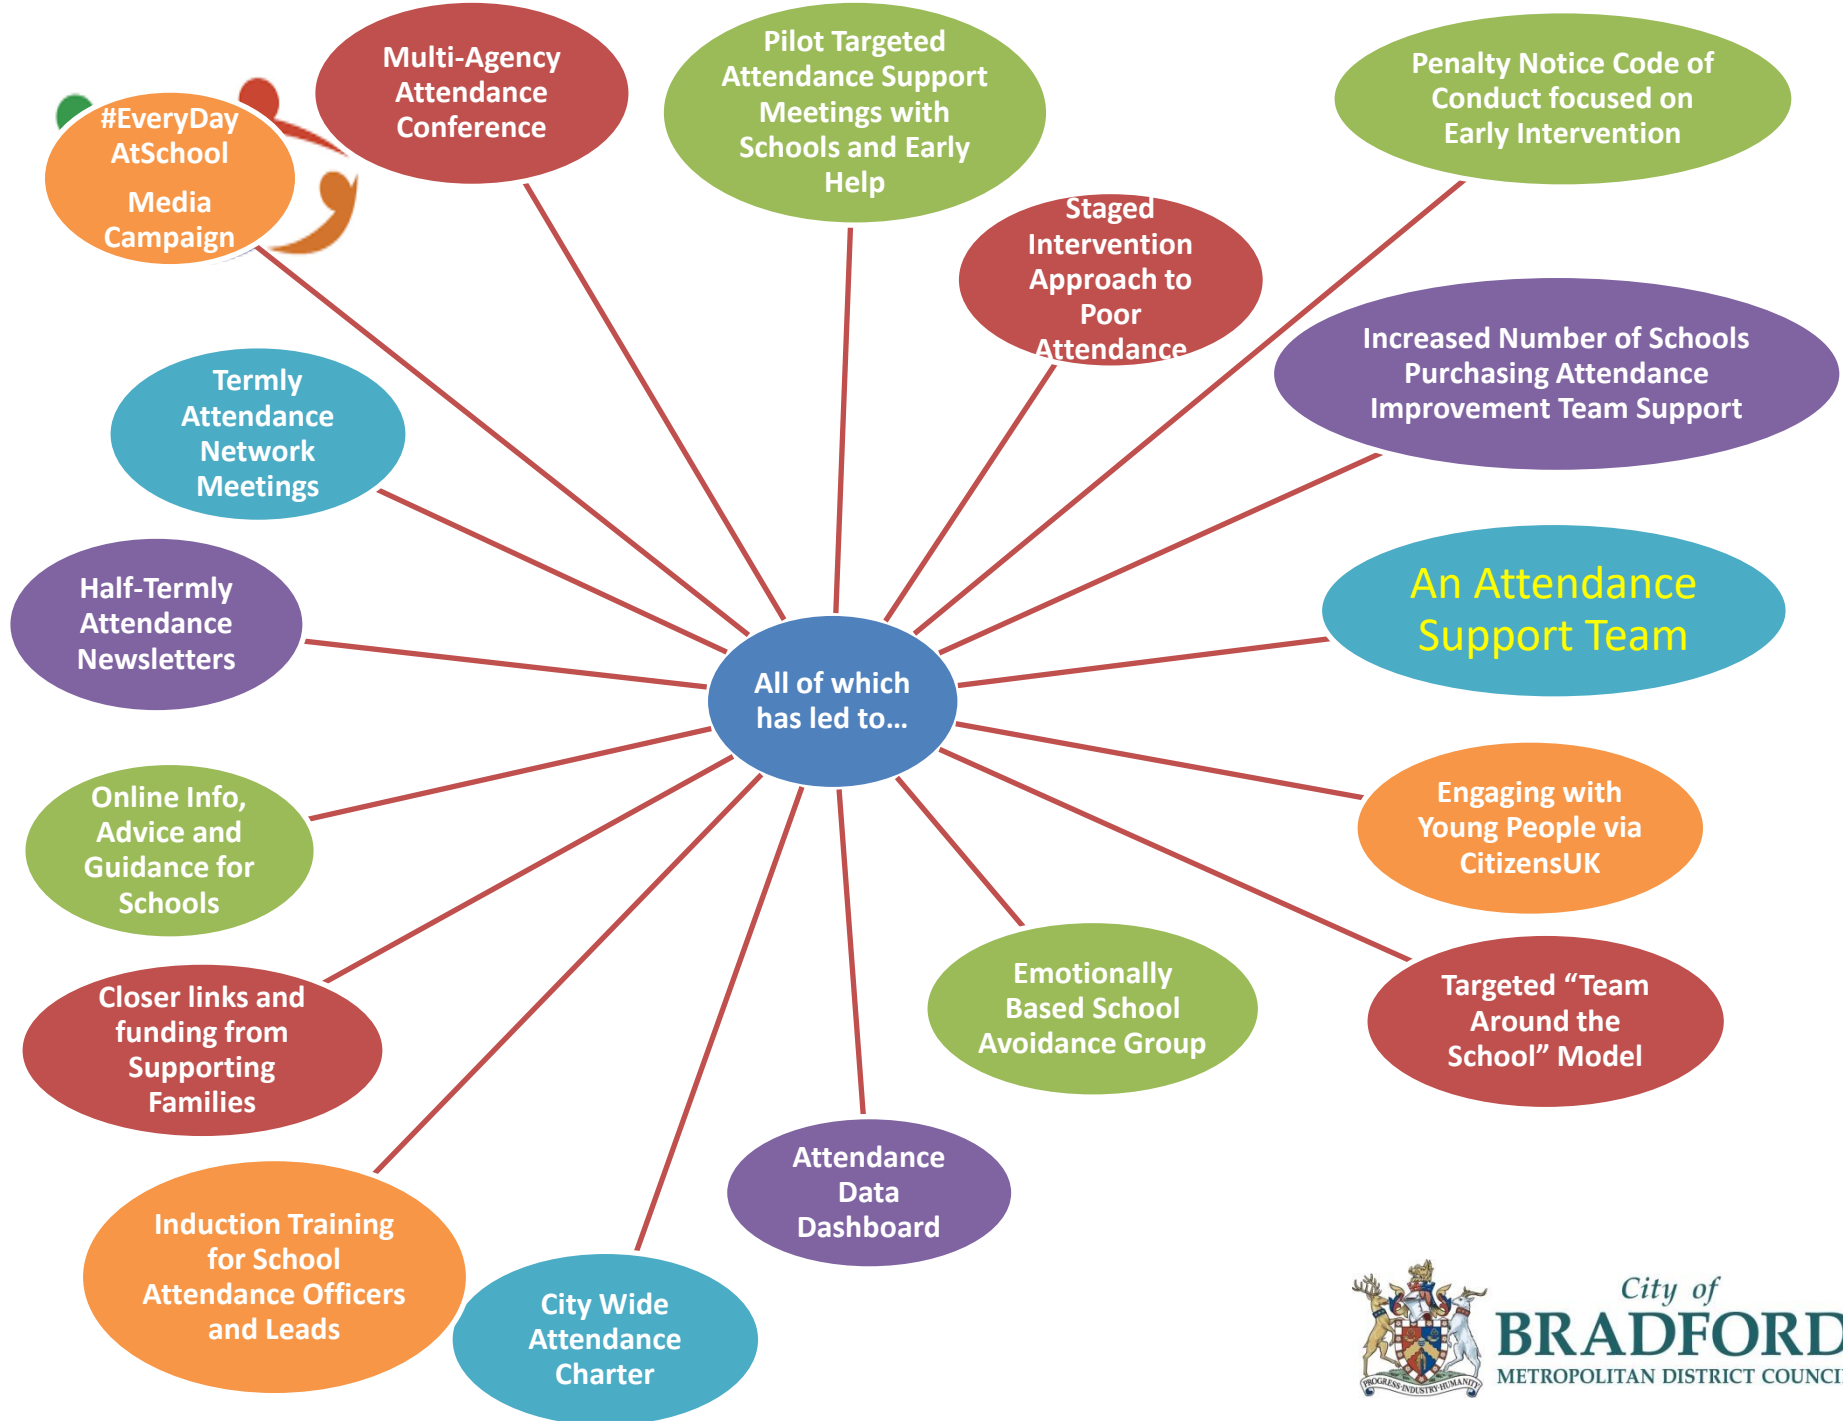 #EveryDay
AtSchool
Media
Campaign
Multi-Agency
Attendance
Conference
Pilot Targeted
Attendance Support
Meetings with
Schools and Early
Help
Staged
Intervention
Approach to
Poor
Attendance
Penalty Notice Code of
Conduct focused on
Early Intervention
Increased Number of Schools
Purchasing Attendance
Improvement Team Support
Termly
Attendance
Network
Meetings
Half-Termly
Attendance
Newsletters
All of which
has led to…
An Attendance
Support Team
Online Info,
Advice and
Guidance for
Schools
Engaging with
Young People via
CitizensUK
Closer links and
funding from
Supporting
Families
Emotionally
Based School
Avoidance Group
Targeted “Team
Around the
School” Model
Induction Training
for School
Attendance Officers
and Leads
City Wide
Attendance
Charter
Attendance
Data
Dashboard
City of
BRADFORD
METROPOLITAN DISTRICT COUNCI
PROGRESS·INDUSTRY·HUMANITY